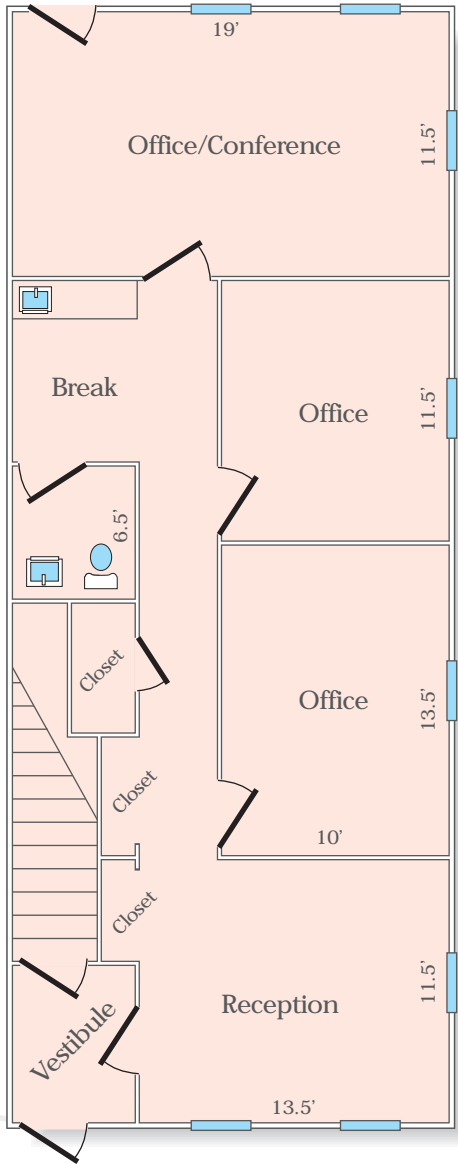 19'
Office/Conference
11.5'
Break
Office
11.5'
6.5'
Closet
Office
13.5'
Closet
10'
Closet
Reception
11.5'
Vestibule
13.5'